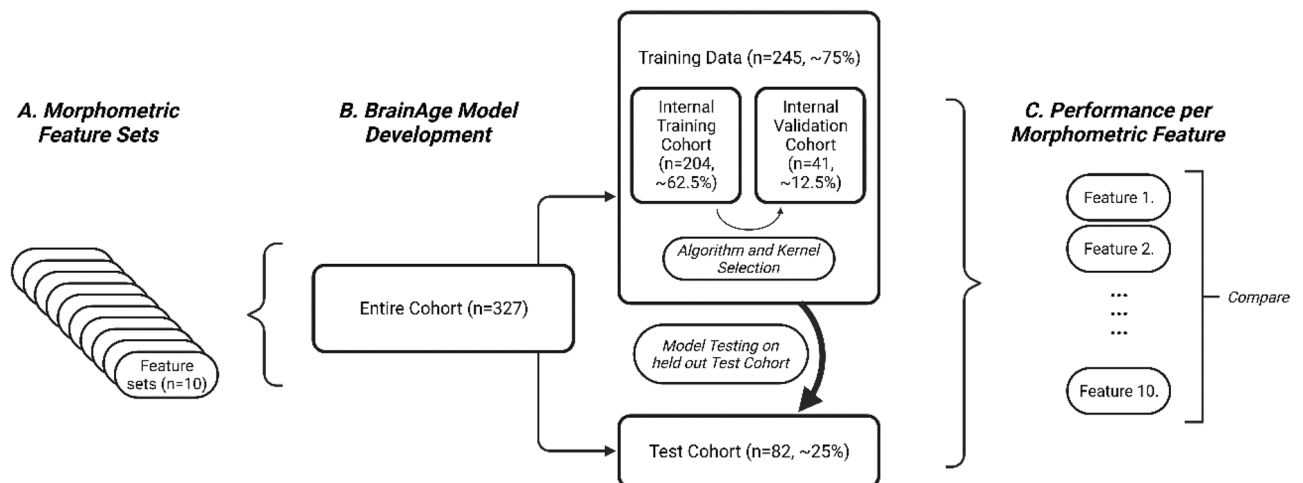 A. Morphometric
Feature Sets
Feature
sets (n=10)
B. BrainAge Model
Development
Entire Cohort (n=327)
Training Data (n=245, ~75%)
Internal
Training
Cohort
(n=204,
~62.5%)
Internal
Validation
Cohort
(n=41,
~12.5%)
Algorithm and Kernel
Selection
Model Testing on
held out Test Cohort
Test Cohort (n=82, ~25%)
C. Performance per
Morphometric Feature
Feature 1.
Feature 2.
...
...
...
Feature 10.
Compare